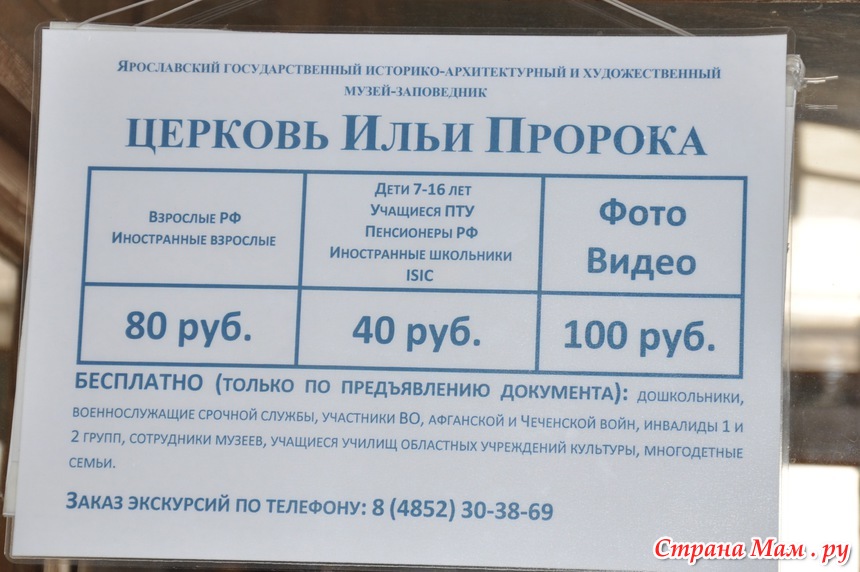 Ярославский государственный историко-архитектурный и художественный
музей-заповедник
церковь Ильи Пророка
Взрослые РФ
Иностранные взрослые
Дети 7-16 лет
Учащиеся ПТУ
Пенсионеры РФ
Иностранные школьники
ISIC
Фото
Видео
80 руб.
40 руб.
100 руб.
БЕСПЛАТНО (только по предъявлению документа): дошкольники,
военнослужащие срочной службы, участники ВО, афганской и Чеченской войн, инвалиды 1 и
2 групп, сотрудники музеев, учащиеся училищ областных учреждений культуры, многодетные
семьи.
Заказ экскурсий по телефону: 8 (4852) 30-38-69
Страна Мам . ру